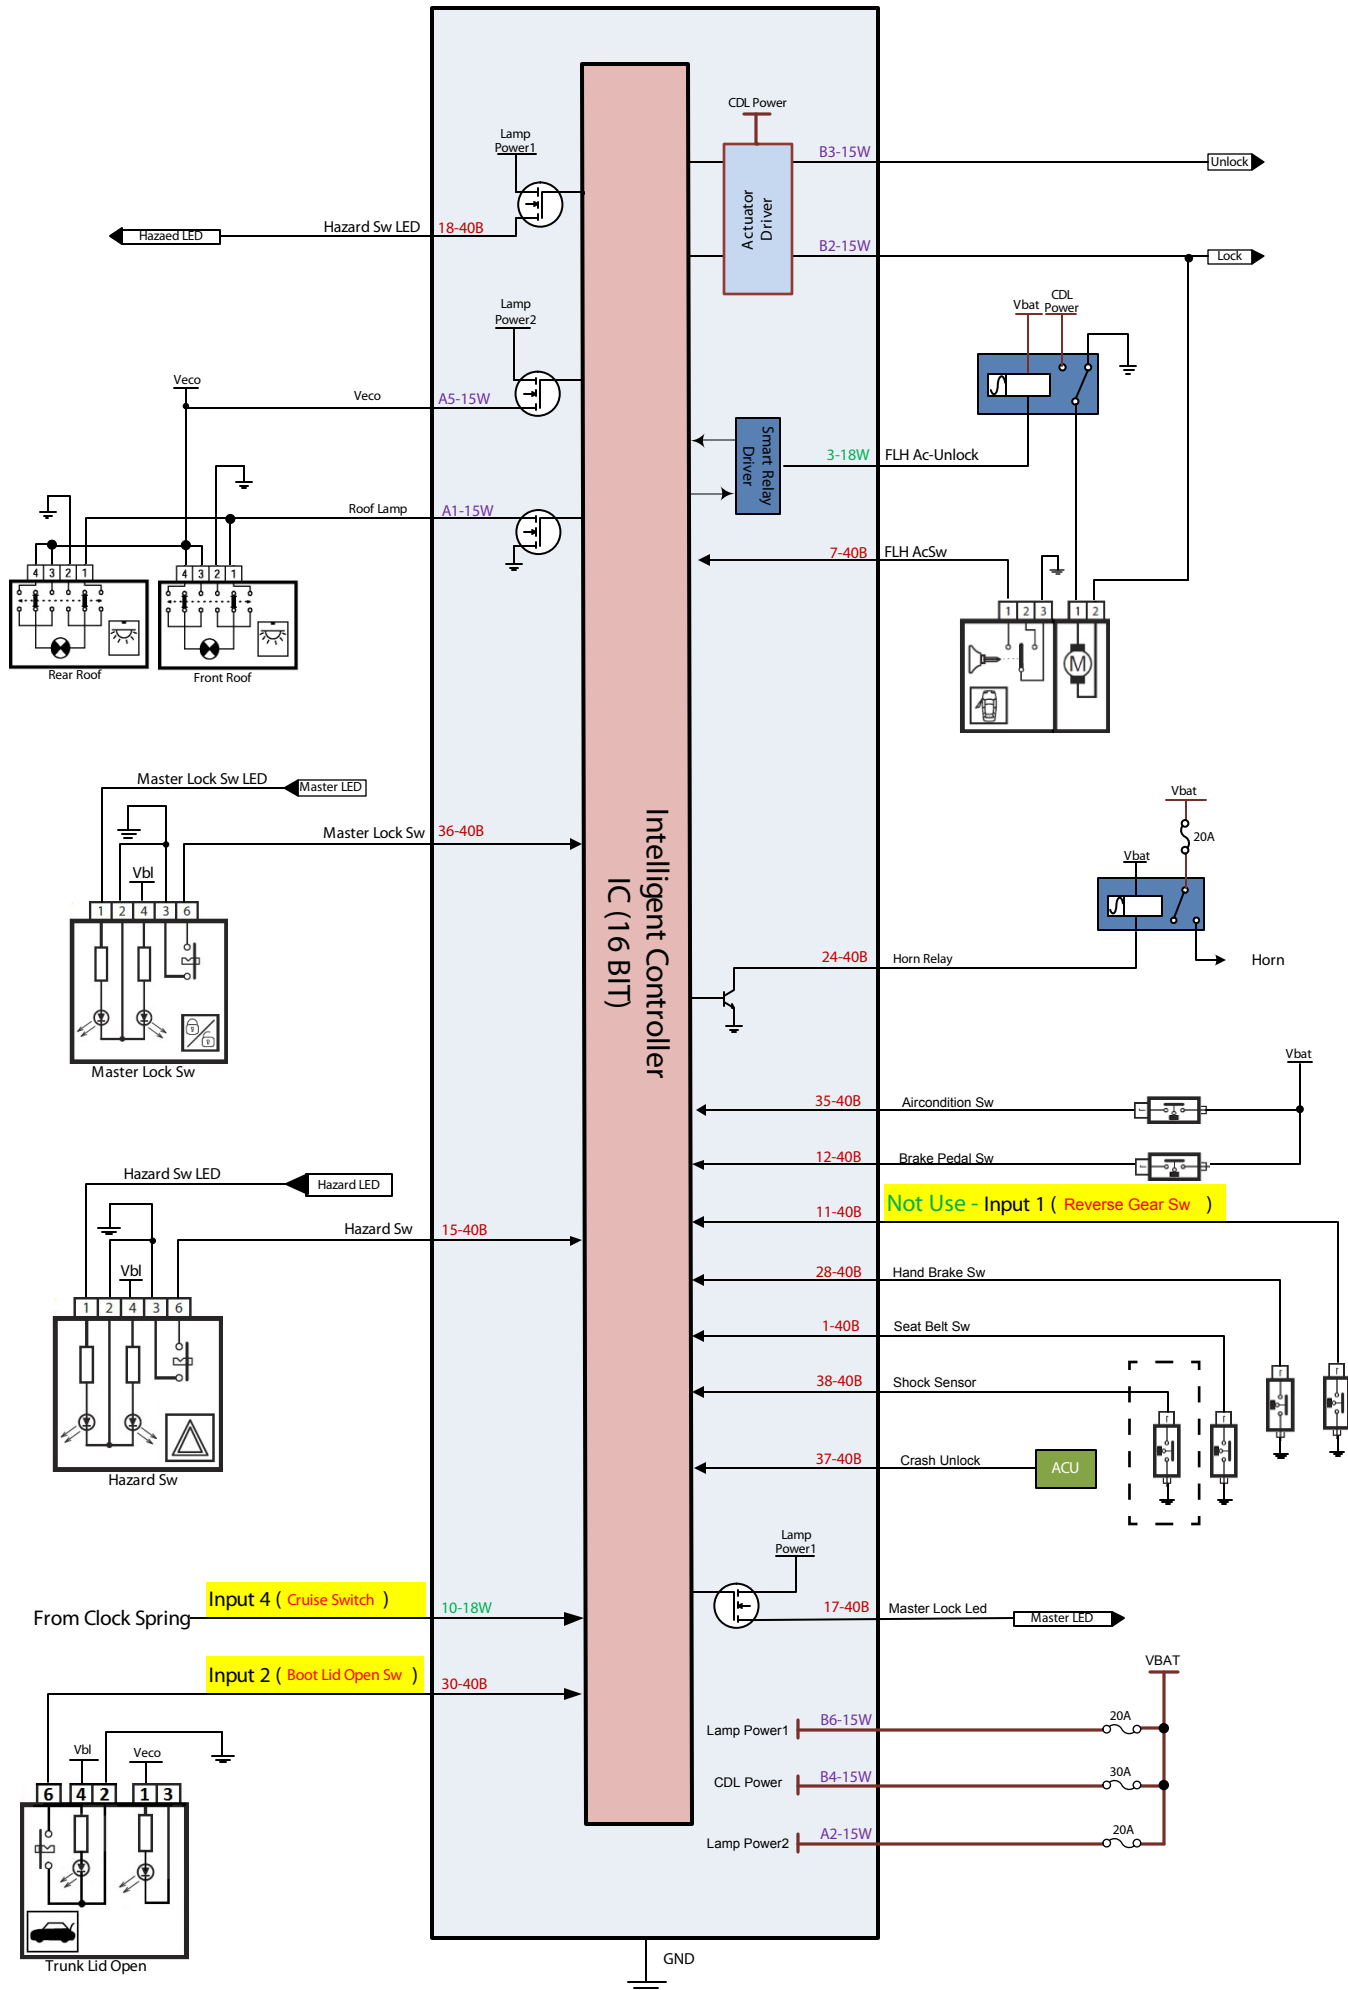 CDL Power
Lamp
Power1
B3-15W
Unlock
Actuator
Driver
Hazaed LED
Hazard Sw LED
18-40B
B2-15W
Lock
Lamp
Power2
Vbat
CDL
Power
Veco
Veco
A5-15W
Smart Relay
Driver
3-18W
FLH Ac-Unlock
Roof Lamp
A1-15W
7-40B
FLH AcSw
4 3 2 1
4 3 2 1
Rear Roof
Front Roof
1 2 3
1 2
M
Master Lock Sw LED
Master LED
Master Lock Sw
36-40B
Vbl
1 2 4 3 6
Master Lock Sw
Intelligent Controller
IC (16 BIT)
Vbat
20A
Vbat
24-40B
Horn Relay
Horn
Vbat
35-40B
Aircondition Sw
12-40B
Brake Pedal Sw
Hazard Sw LED
Hazard LED
Not Use - Input 1 ( Reverse Gear Sw )
11-40B
Hazard Sw
15-40B
Vbl
1 2 4 3 6
Hazard Sw
28-40B
Hand Brake Sw
1-40B
Seat Belt Sw
38-40B
Shock Sensor
37-40B
Crash Unlock
ACU
Lamp
Power1
Input 4 ( Cruise Switch )
From Clock Spring
10-18W
17-40B
Master Lock Led
Master LED
Input 2 ( Boot Lid Open Sw )
30-40B
VBAT
Lamp Power1
B6-15W
20A
Vbl
Veco
CDL Power
B4-15W
30A
6 4 2 1 3
Lamp Power2
A2-15W
20A
Trunk Lid Open
GND